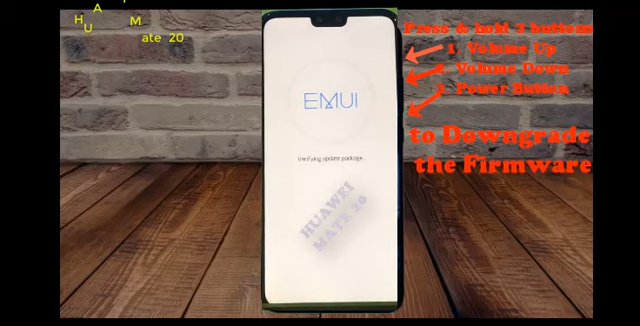 H
U
A
M
ate 20
Press & hold 3 buttons
1. Volume Up
2. Volume Down
3. Power Button
to Downgrade
the Firmware
EMUI
Verifying update package...
HUAWEI
MATE 20